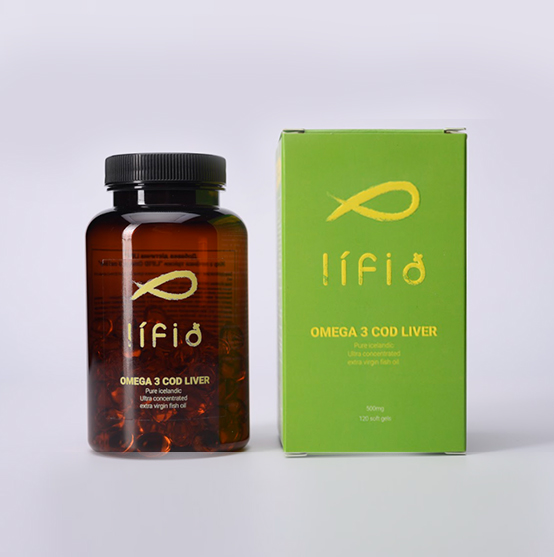 lífið
OMEGA 3 COD LIVER
Pure icelandic
Ultra concentrated
extra virgin fish oil
lífið
OMEGA 3 COD LIVER
Pure icelandic
Ultra concentrated
extra virgin fish oil
500mg
120 soft gels